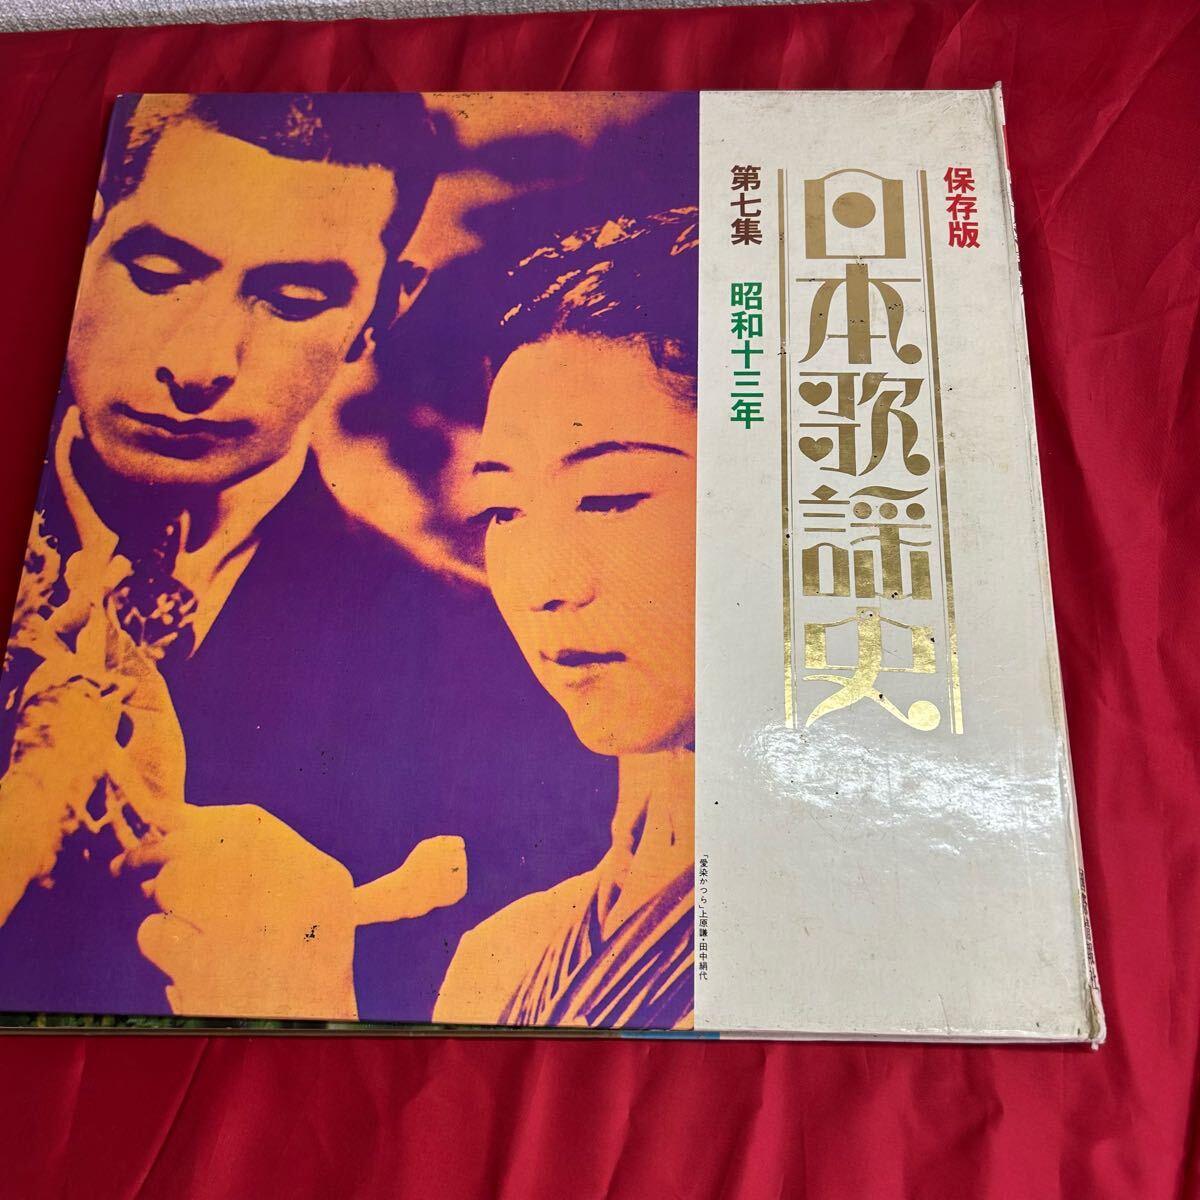 保存版
日本歌謡史
第七集 昭和十三年
「愛染かつら」上原謙・田中絹代